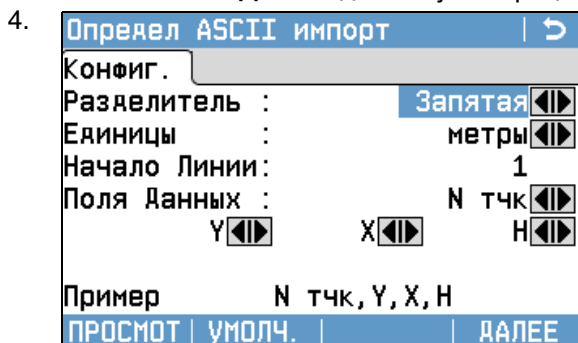 4.
Определ ASCII импорт
Конфиг.
Разделитель : Запятая
Единицы : метры
Начало Линии: 1
Поля Данных : N тчк
Y X H
Пример N тчк,Y,X,H
ПРОСМОТ | УМОЛЧ. | | ДАЛЕЕ